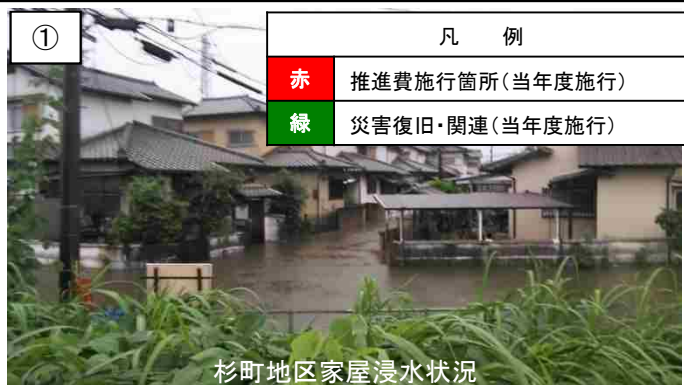 ①
凡 例
赤 推進費施行箇所(当年度施行)
緑 災害復旧・関連(当年度施行)
杉町地区家屋浸水状況